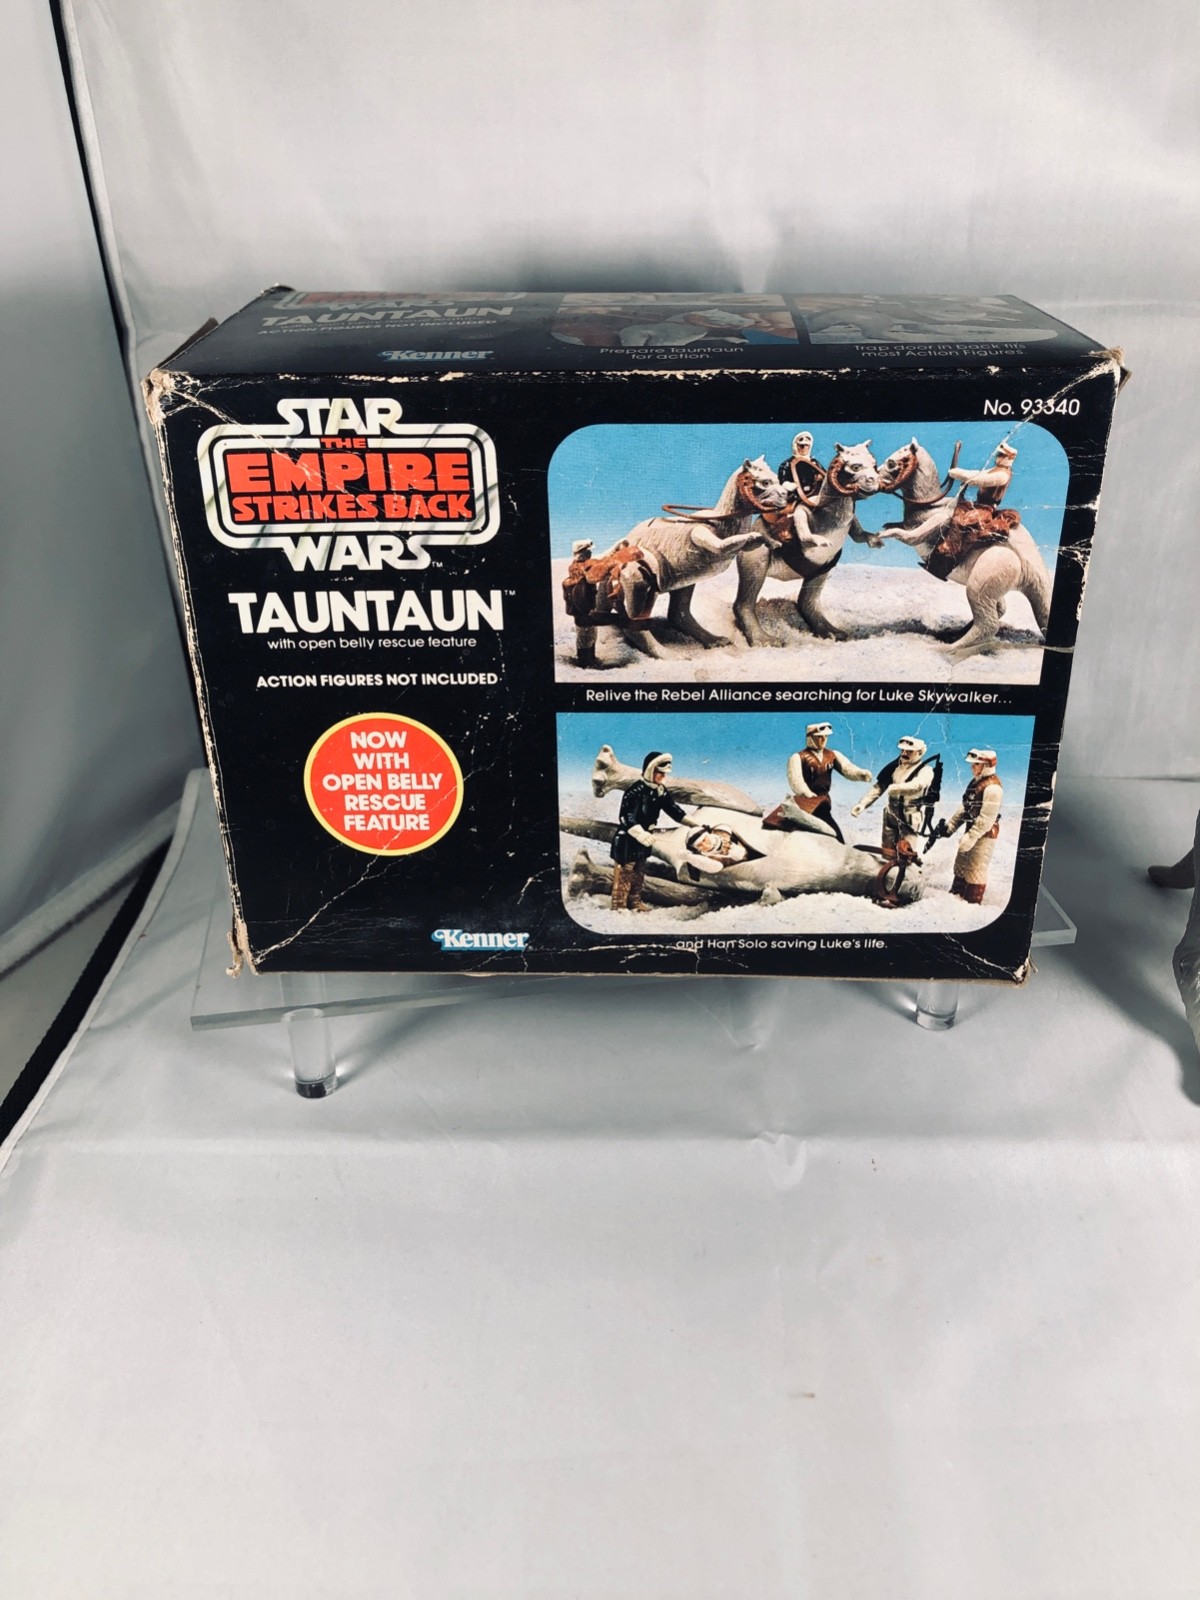 WARS
TAUNTAUN
ACTION FIGURES NOT INCLUDED
Kenner
Prepare Tauntaun
for action.
Trap door in back fits
most Action Figures.
No. 93340
STAR
THE
EMPIRE
STRIKES BACK
WARS™
TAUNTAUN™
with open belly rescue feature
ACTION FIGURES NOT INCLUDED
NOW
WITH
OPEN BELLY
RESCUE
FEATURE
Kenner
Relive the Rebel Alliance searching for Luke Skywalker...
...and Han Solo saving Luke's life.